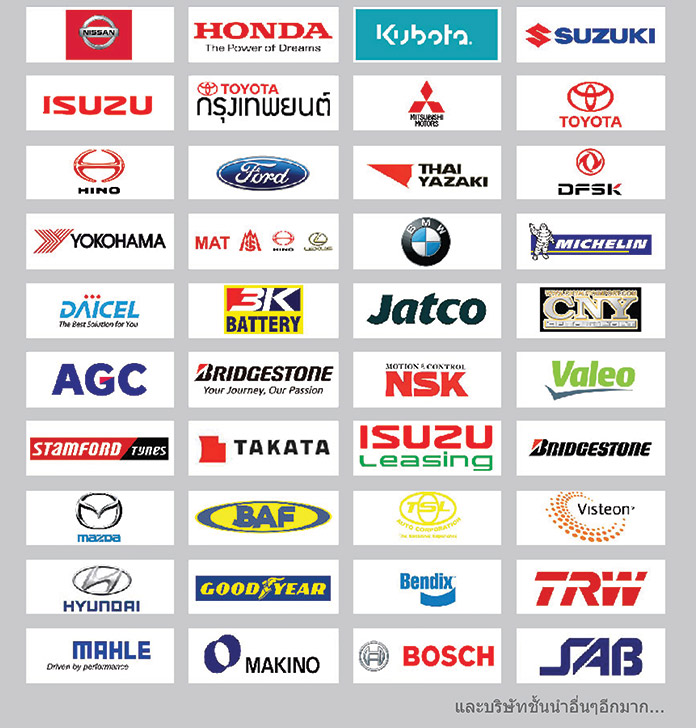 NISSAN
HONDA
The Power of Dreams
Kubota.
SUZUKI
ISUZU
TOYOTA
กรุงเทพยนต์
MITSUBISHI
MOTORS
TOYOTA
HINO
Ford
THAI
YAZAKI
DFSK
YOKOHAMA
MAT
HINO
LEXUS
BMW
MICHELIN
DAICEL
The Best Solution for You
3K
BATTERY
Jatco
CNY
AGC
BRIDGESTONE
Your Journey, Our Passion
MOTION & CONTROL
NSK
Valeo
STAMFORD TYRES
TAKATA
ISUZU
Leasing
BRIDGESTONE
mazda
BAF
TSL
AUTO CORPORATION
Visteon
HYUNDAI
GOODYEAR
Bendix
TRW
MAHLE
Driven by performance
MAKINO
BOSCH
SAB
และบริษัทชั้นนำอื่นๆอีกมาก...